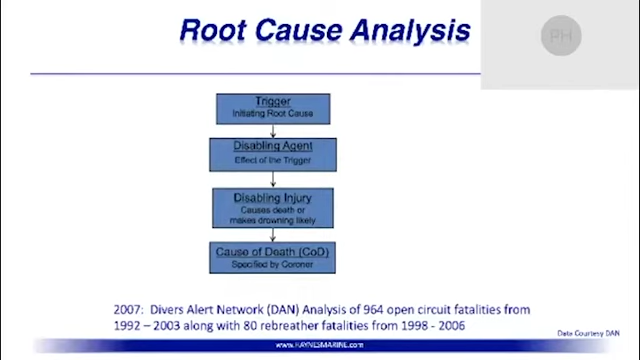 Root Cause Analysis
PH
Trigger
Initiating Root Cause
Disabling Agent
Effect of the Trigger
Disabling Injury
Causes death or
makes drowning likely
Cause of Death (CoD)
Specified by Coroner
2007: Divers Alert Network (DAN) Analysis of 964 open circuit fatalities from
1992 – 2003 along with 80 rebreather fatalities from 1998 - 2006
Data Courtesy DAN
www.HAYNESMARINE.com